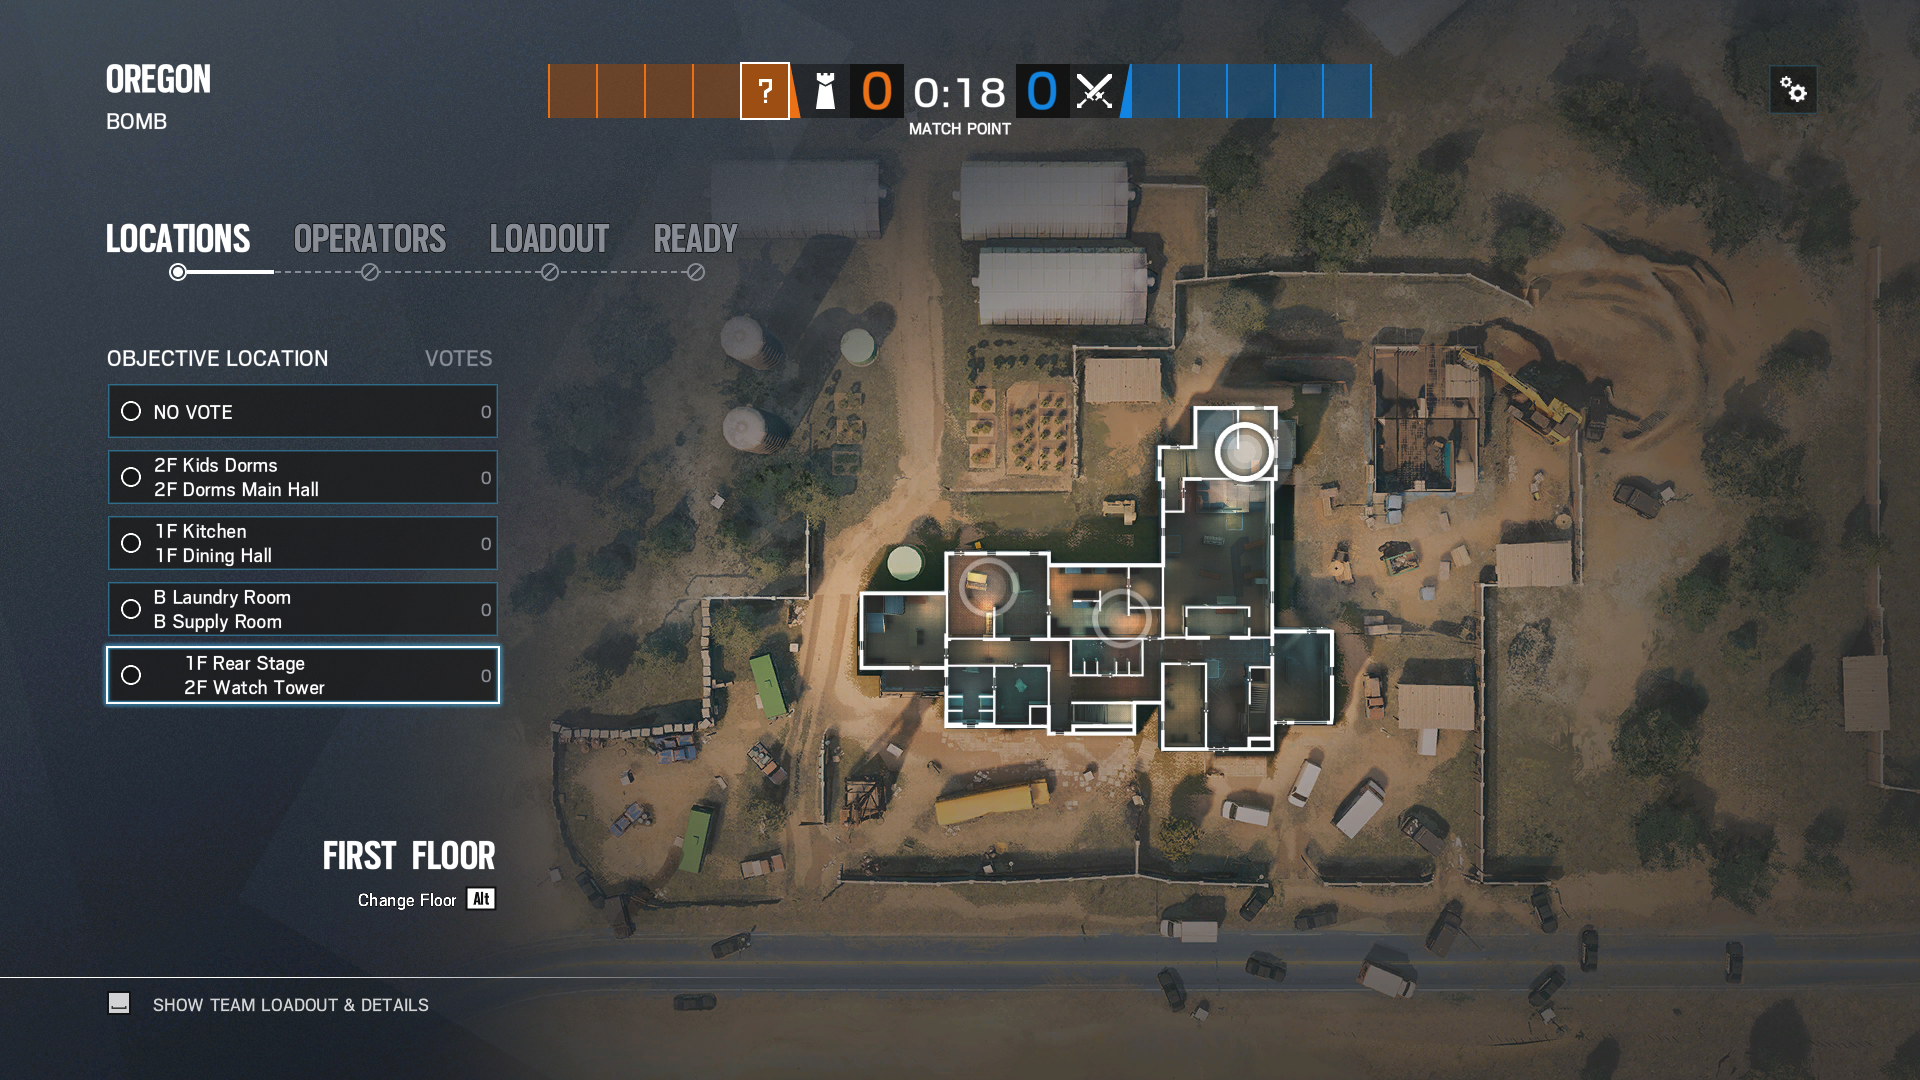 OREGON
BOMB
?
0
0:18
0
MATCH POINT
LOCATIONS
OPERATORS
LOADOUT
READY
OBJECTIVE LOCATION
VOTES
NO VOTE
0
2F Kids Dorms
2F Dorms Main Hall
0
1F Kitchen
1F Dining Hall
0
B Laundry Room
B Supply Room
0
1F Rear Stage
2F Watch Tower
0
FIRST FLOOR
Change Floor Alt
SHOW TEAM LOADOUT & DETAILS